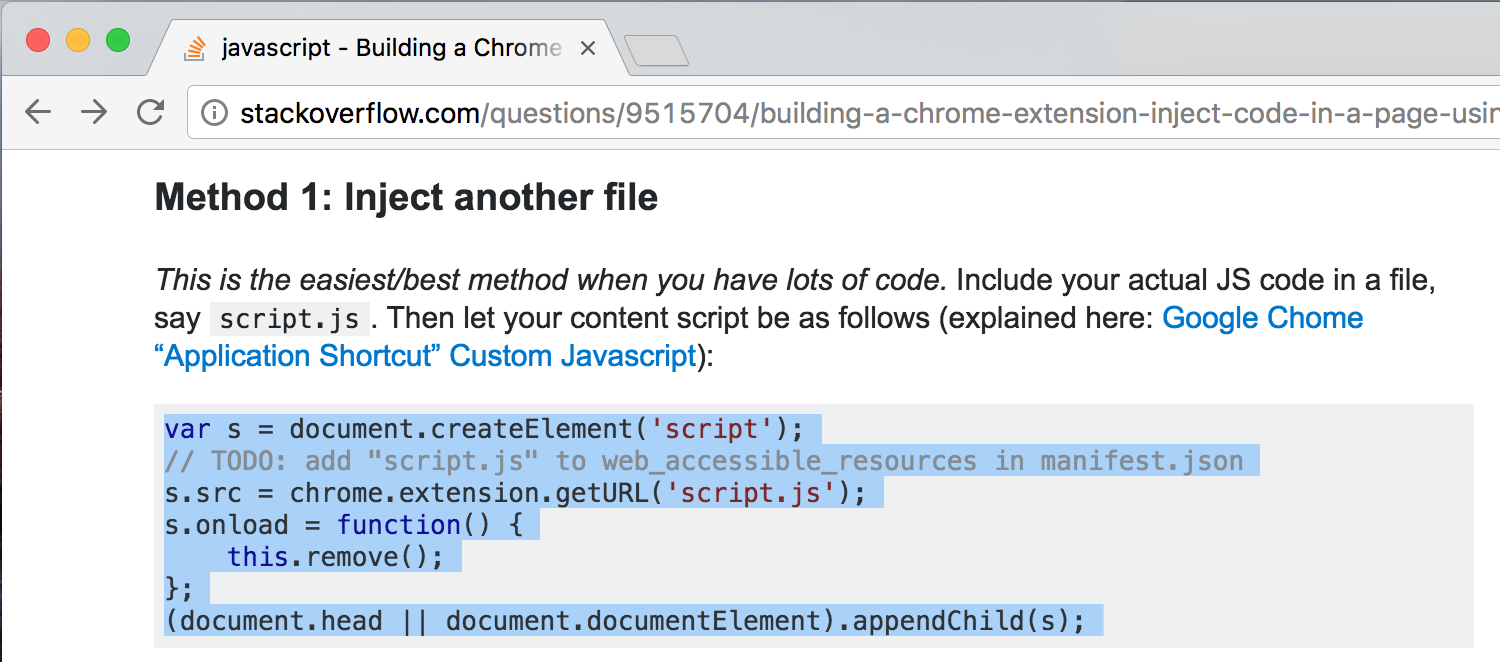 javascript - Building a Chrome
stackoverflow.com/questions/9515704/building-a-chrome-extension-inject-code-in-a-page-usin
Method 1: Inject another file
This is the easiest/best method when you have lots of code. Include your actual JS code in a file,
say script.js . Then let your content script be as follows (explained here: Google Chome
“Application Shortcut” Custom Javascript):
var s = document.createElement('script');
// TODO: add "script.js" to web_accessible_resources in manifest.json
s.src = chrome.extension.getURL('script.js');
s.onload = function() {
    this.remove();
};
(document.head || document.documentElement).appendChild(s);